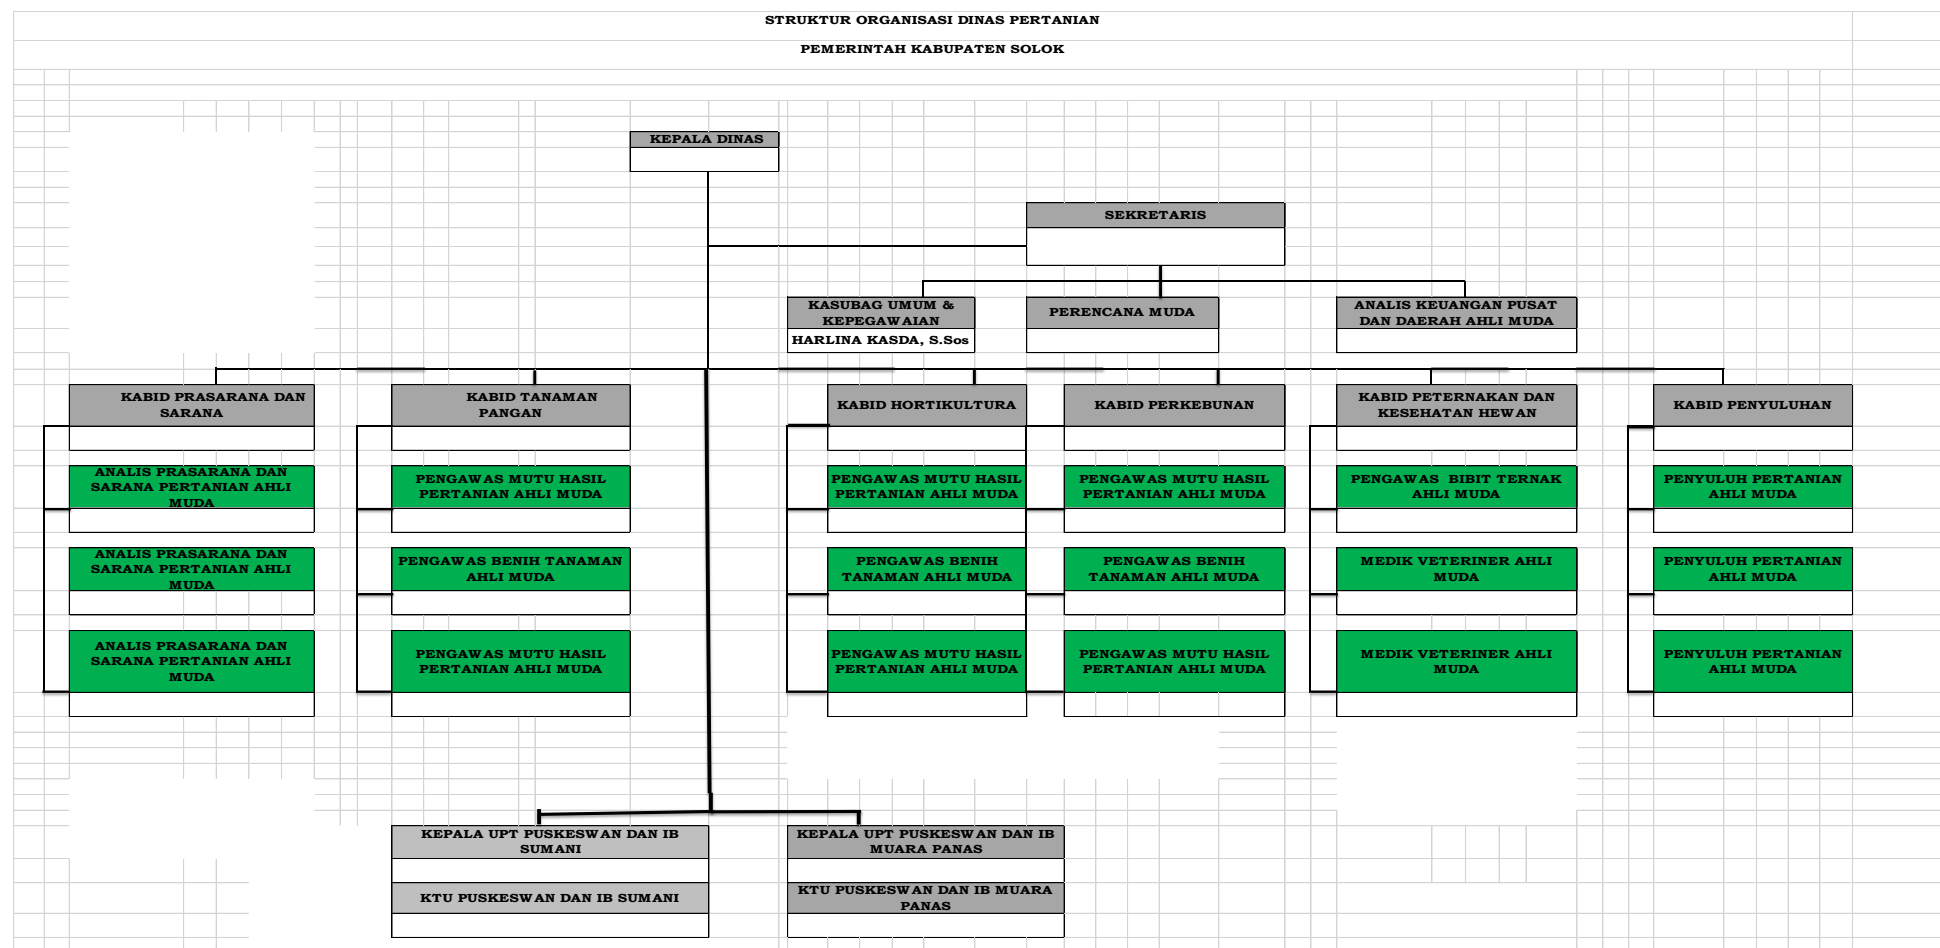 STRUKTUR ORGANISASI DINAS PERTANIAN
PEMERINTAH KABUPATEN SOLOK
KEPALA DINAS
SEKRETARIS
KASUBAG UMUM &
KEPEGAWAIAN
HARLINA KASDA, S.Sos
PERENCANA MUDA
ANALIS KEUANGAN PUSAT
DAN DAERAH AHLI MUDA
KABID PRASARANA DAN
SARANA
KABID TANAMAN
PANGAN
KABID HORTIKULTURA
KABID PERKEBUNAN
KABID PETERNAKAN DAN
KESEHATAN HEWAN
KABID PENYULUHAN
ANALIS PRASARANA DAN
SARANA PERTANIAN AHLI
MUDA
PENGAWAS MUTU HASIL
PERTANIAN AHLI MUDA
PENGAWAS MUTU HASIL
PERTANIAN AHLI MUDA
PENGAWAS MUTU HASIL
PERTANIAN AHLI MUDA
PENGAWAS BIBIT TERNAK
AHLI MUDA
PENYULUH PERTANIAN
AHLI MUDA
ANALIS PRASARANA DAN
SARANA PERTANIAN AHLI
MUDA
PENGAWAS BENIH TANAMAN
AHLI MUDA
PENGAWAS BENIH
TANAMAN AHLI MUDA
PENGAWAS BENIH
TANAMAN AHLI MUDA
MEDIK VETERINER AHLI
MUDA
PENYULUH PERTANIAN
AHLI MUDA
ANALIS PRASARANA DAN
SARANA PERTANIAN AHLI
MUDA
PENGAWAS MUTU HASIL
PERTANIAN AHLI MUDA
PENGAWAS MUTU HASIL
PERTANIAN AHLI MUDA
PENGAWAS MUTU HASIL
PERTANIAN AHLI MUDA
MEDIK VETERINER AHLI
MUDA
PENYULUH PERTANIAN
AHLI MUDA
KEPALA UPT PUSKESWAN DAN IB
SUMANI
KEPALA UPT PUSKESWAN DAN IB
MUARA PANAS
KTU PUSKESWAN DAN IB SUMANI
KTU PUSKESWAN DAN IB MUARA
PANAS